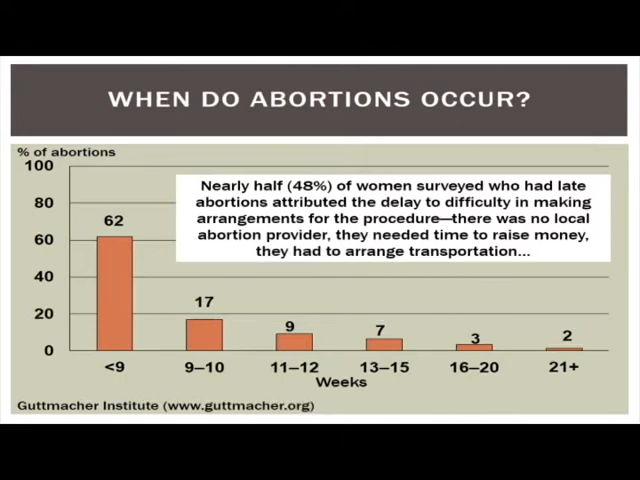 WHEN DO ABORTIONS OCCUR?
% of abortions
100
80
60
40
20
0
Nearly half (48%) of women surveyed who had late
abortions attributed the delay to difficulty in making
arrangements for the procedure—there was no local
abortion provider, they needed time to raise money,
they had to arrange transportation...
62
17
9
7
3
2
<9 9–10 11–12 13–15 16–20 21+
Weeks
Guttmacher Institute (www.guttmacher.org)